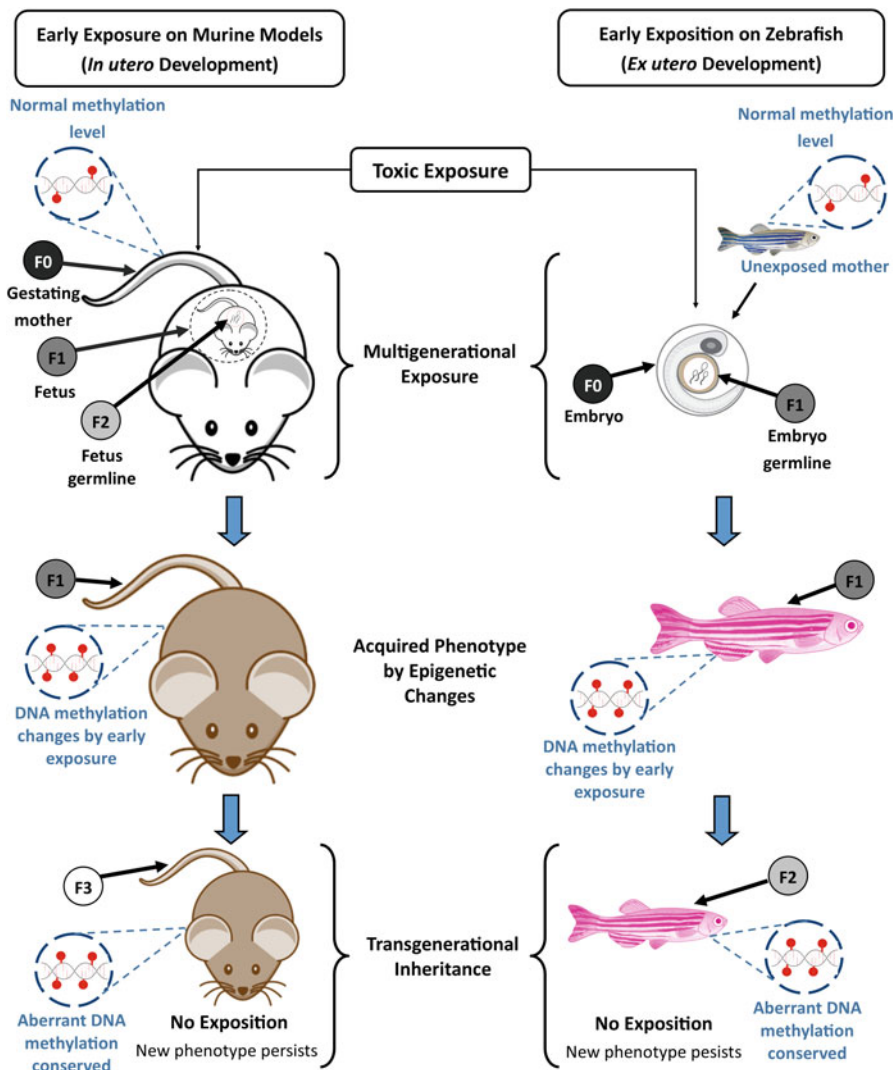 Early Exposure on Murine Models
(In utero Development)
Early Exposition on Zebrafish
(Ex utero Development)
Normal methylation
level
Toxic Exposure
Normal methylation
level
Unexposed mother
F0
Gestating
mother
F1
Fetus
F2
Fetus
germline
Multigenerational
Exposure
F0
Embryo
F1
Embryo
germline
F1
DNA methylation
changes by early
exposure
Acquired Phenotype
by Epigenetic
Changes
F1
DNA methylation
changes by early
exposure
F3
Aberrant DNA
methylation
conserved
No Exposition
New phenotype persists
Transgenerational
Inheritance
F2
No Exposition
New phenotype pesists
Aberrant DNA
methylation
conserved